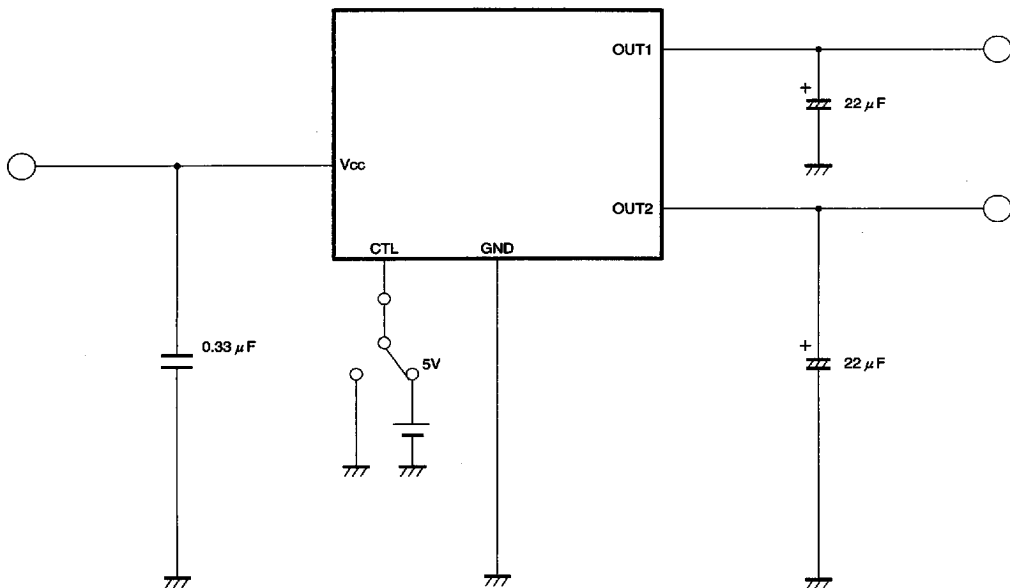 OUT1
+
22 μF
Vcc
OUT2
CTL
GND
+
0.33 μF
5V
22 μF